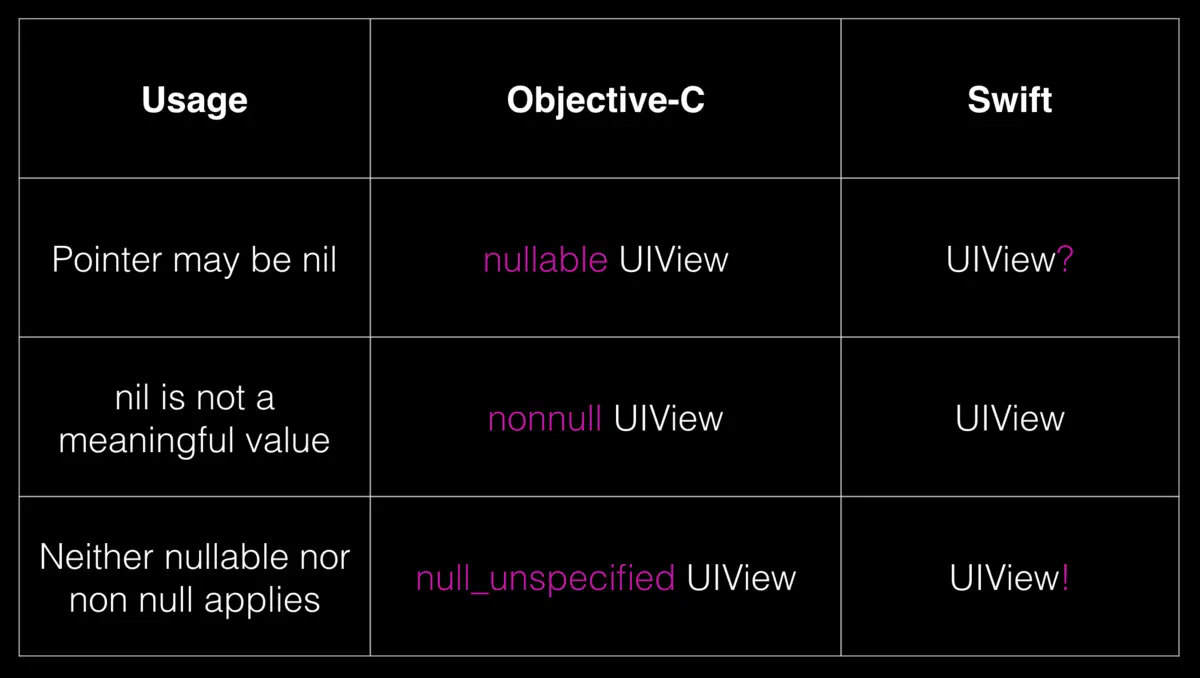 Usage
Objective-C
Swift
Pointer may be nil
nullable UIView
UIView?
nil is not a
meaningful value
nonnull UIView
UIView
Neither nullable nor
non null applies
null_unspecified UIView
UIView!